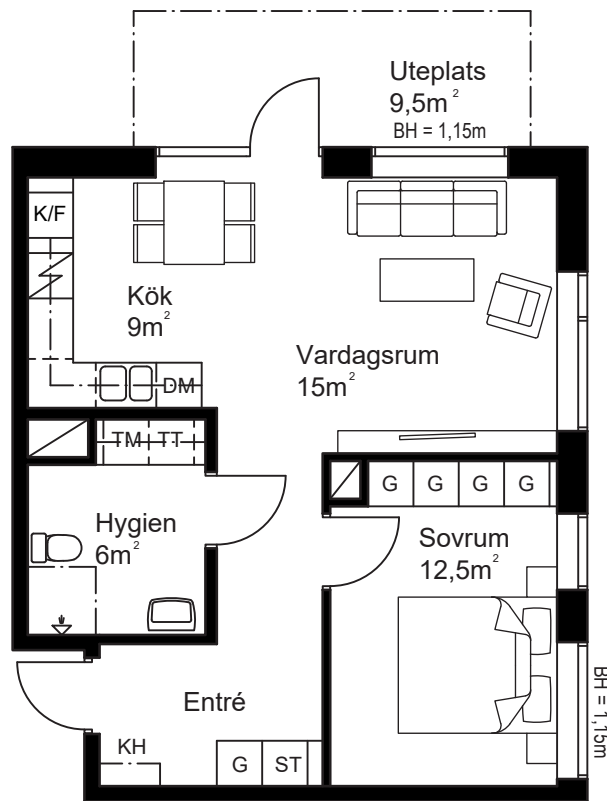 Uteplats
9,5m²
BH = 1,15m
K/F
Kök
9m²
Vardagsrum
15m²
DM
TM TT
G G G G
Hygien
6m²
Sovrum
12,5m²
BH = 1,15m
Entré
KH
G ST